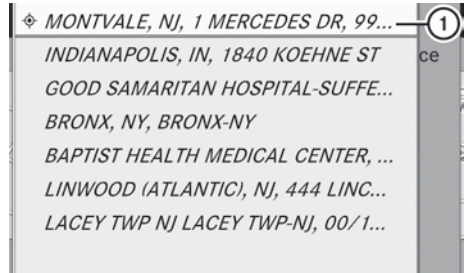 MONTVALE, NJ, 1 MERCEDES DR, 99... 1
INDIANAPOLIS, IN, 1840 KOEHNE ST ce
GOOD SAMARITAN HOSPITAL-SUFFE...
BRONX, NY, BRONX-NY
BAPTIST HEALTH MEDICAL CENTER, ...
LINWOOD (ATLANTIC), NJ, 444 LINC...
LACEY TWP NJ LACEY TWP-NJ, 00/1...